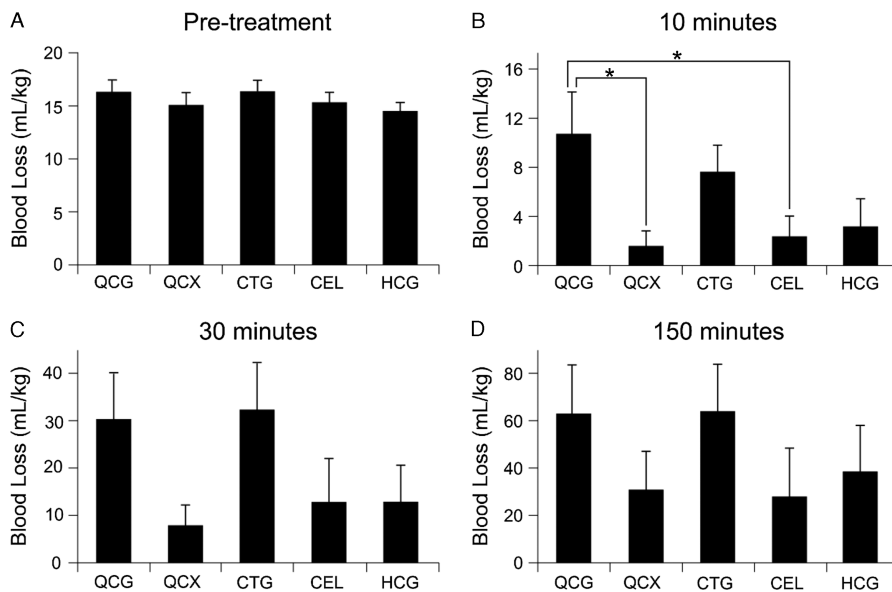 A
Pre-treatment
Blood Loss (mL/kg)
20
15
10
5
0
QCG QCX CTG CEL HCG
B
10 minutes
Blood Loss (mL/kg)
16
12
8
4
0
*
*
QCG QCX CTG CEL HCG
C
30 minutes
Blood Loss (mL/kg)
40
30
20
10
0
QCG QCX CTG CEL HCG
D
150 minutes
Blood Loss (mL/kg)
80
60
40
20
0
QCG QCX CTG CEL HCG